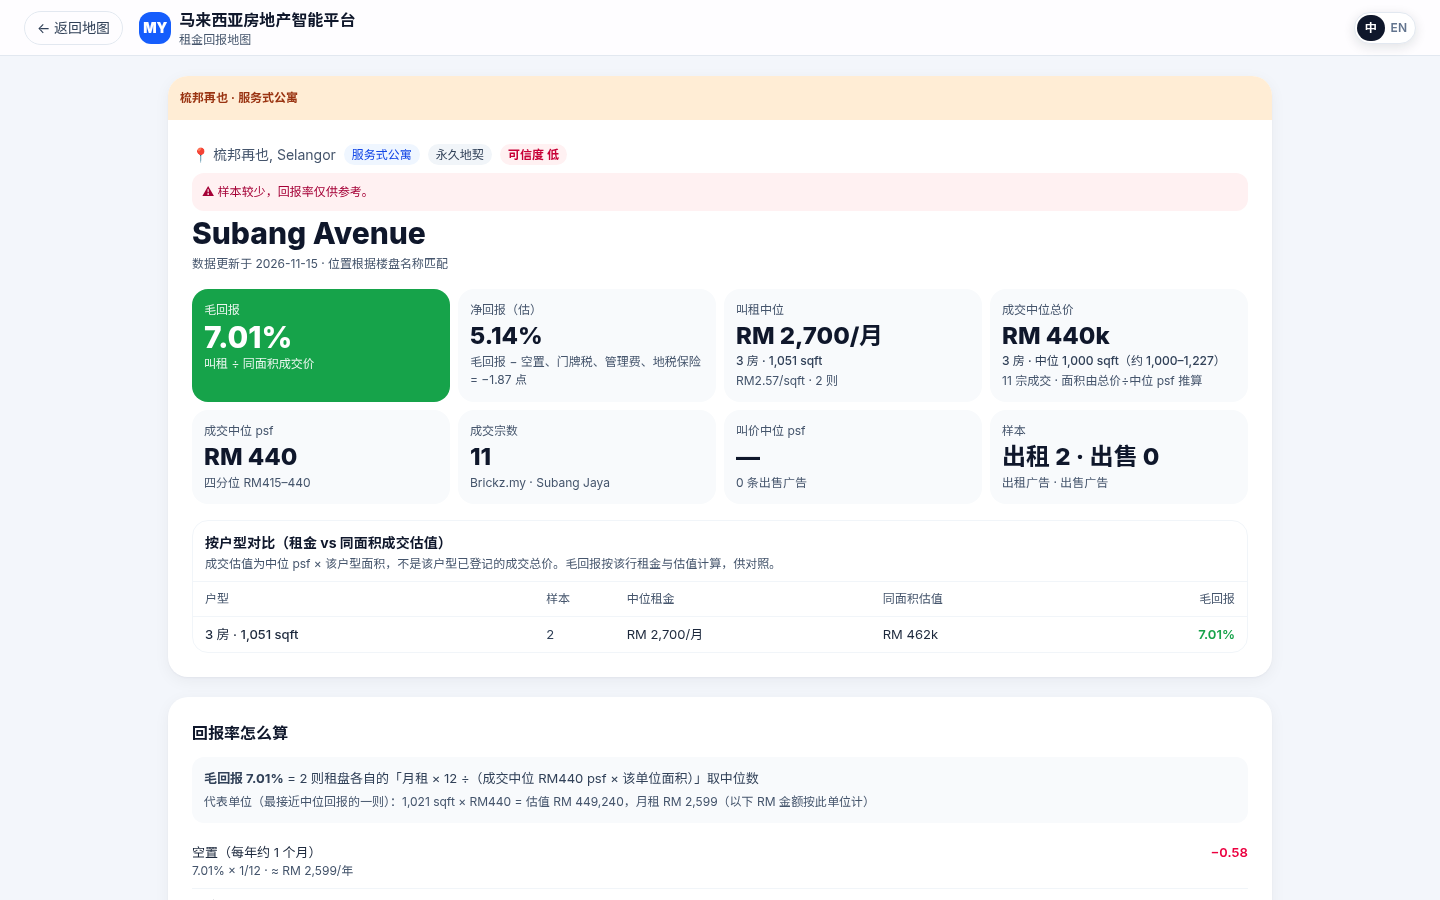 ← 返回地图
MY
马来西亚房地产智能平台
租金回报地图
中 EN
梳邦再也 · 服务式公寓
📍 梳邦再也, Selangor 服务式公寓 永久地契 可信度 低
⚠ 样本较少，回报率仅供参考。
Subang Avenue
数据更新于 2026-11-15 · 位置根据楼盘名称匹配
毛回报
7.01%
叫租 ÷ 同面积成交价
净回报（估）
5.14%
毛回报 − 空置、门牌税、管理费、地税保险
= −1.87 点
叫租中位
RM 2,700/月
3 房 · 1,051 sqft
RM2.57/sqft · 2 则
成交中位总价
RM 440k
3 房 · 中位 1,000 sqft（约 1,000–1,227）
11 宗成交 · 面积由总价÷中位 psf 推算
成交中位 psf
RM 440
四分位 RM415–440
成交宗数
11
Brickz.my · Subang Jaya
叫价中位 psf
—
0 条出售广告
样本
出租 2 · 出售 0
出租广告 · 出售广告
按户型对比（租金 vs 同面积成交估值）
成交估值为中位 psf × 该户型面积，不是该户型已登记的成交总价。毛回报按该行租金与估值计算，供对照。
户型 样本 中位租金 同面积估值 毛回报
3 房 · 1,051 sqft 2 RM 2,700/月 RM 462k 7.01%
回报率怎么算
毛回报 7.01% = 2 则租盘各自的「月租 × 12 ÷（成交中位 RM440 psf × 该单位面积）」取中位数
代表单位（最接近中位回报的一则）：1,021 sqft × RM440 = 估值 RM 449,240，月租 RM 2,599（以下 RM 金额按此单位计）
空置（每年约 1 个月） −0.58
7.01% × 1/12 · ≈ RM 2,599/年